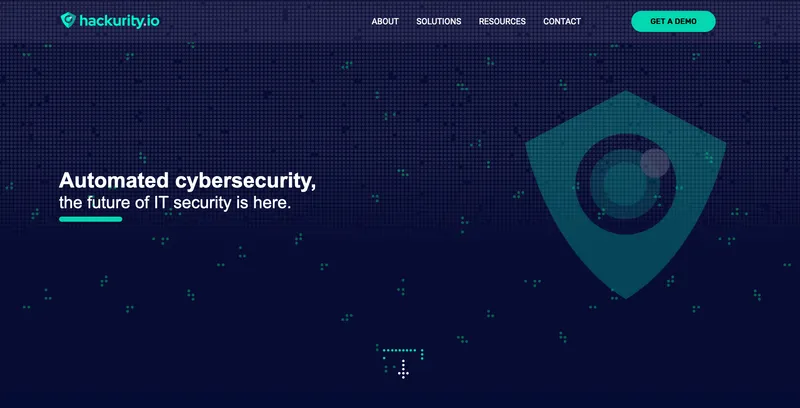 hackurity.io
ABOUT
SOLUTIONS
RESOURCES
CONTACT
GET A DEMO
Automated cybersecurity,
the future of IT security is here.